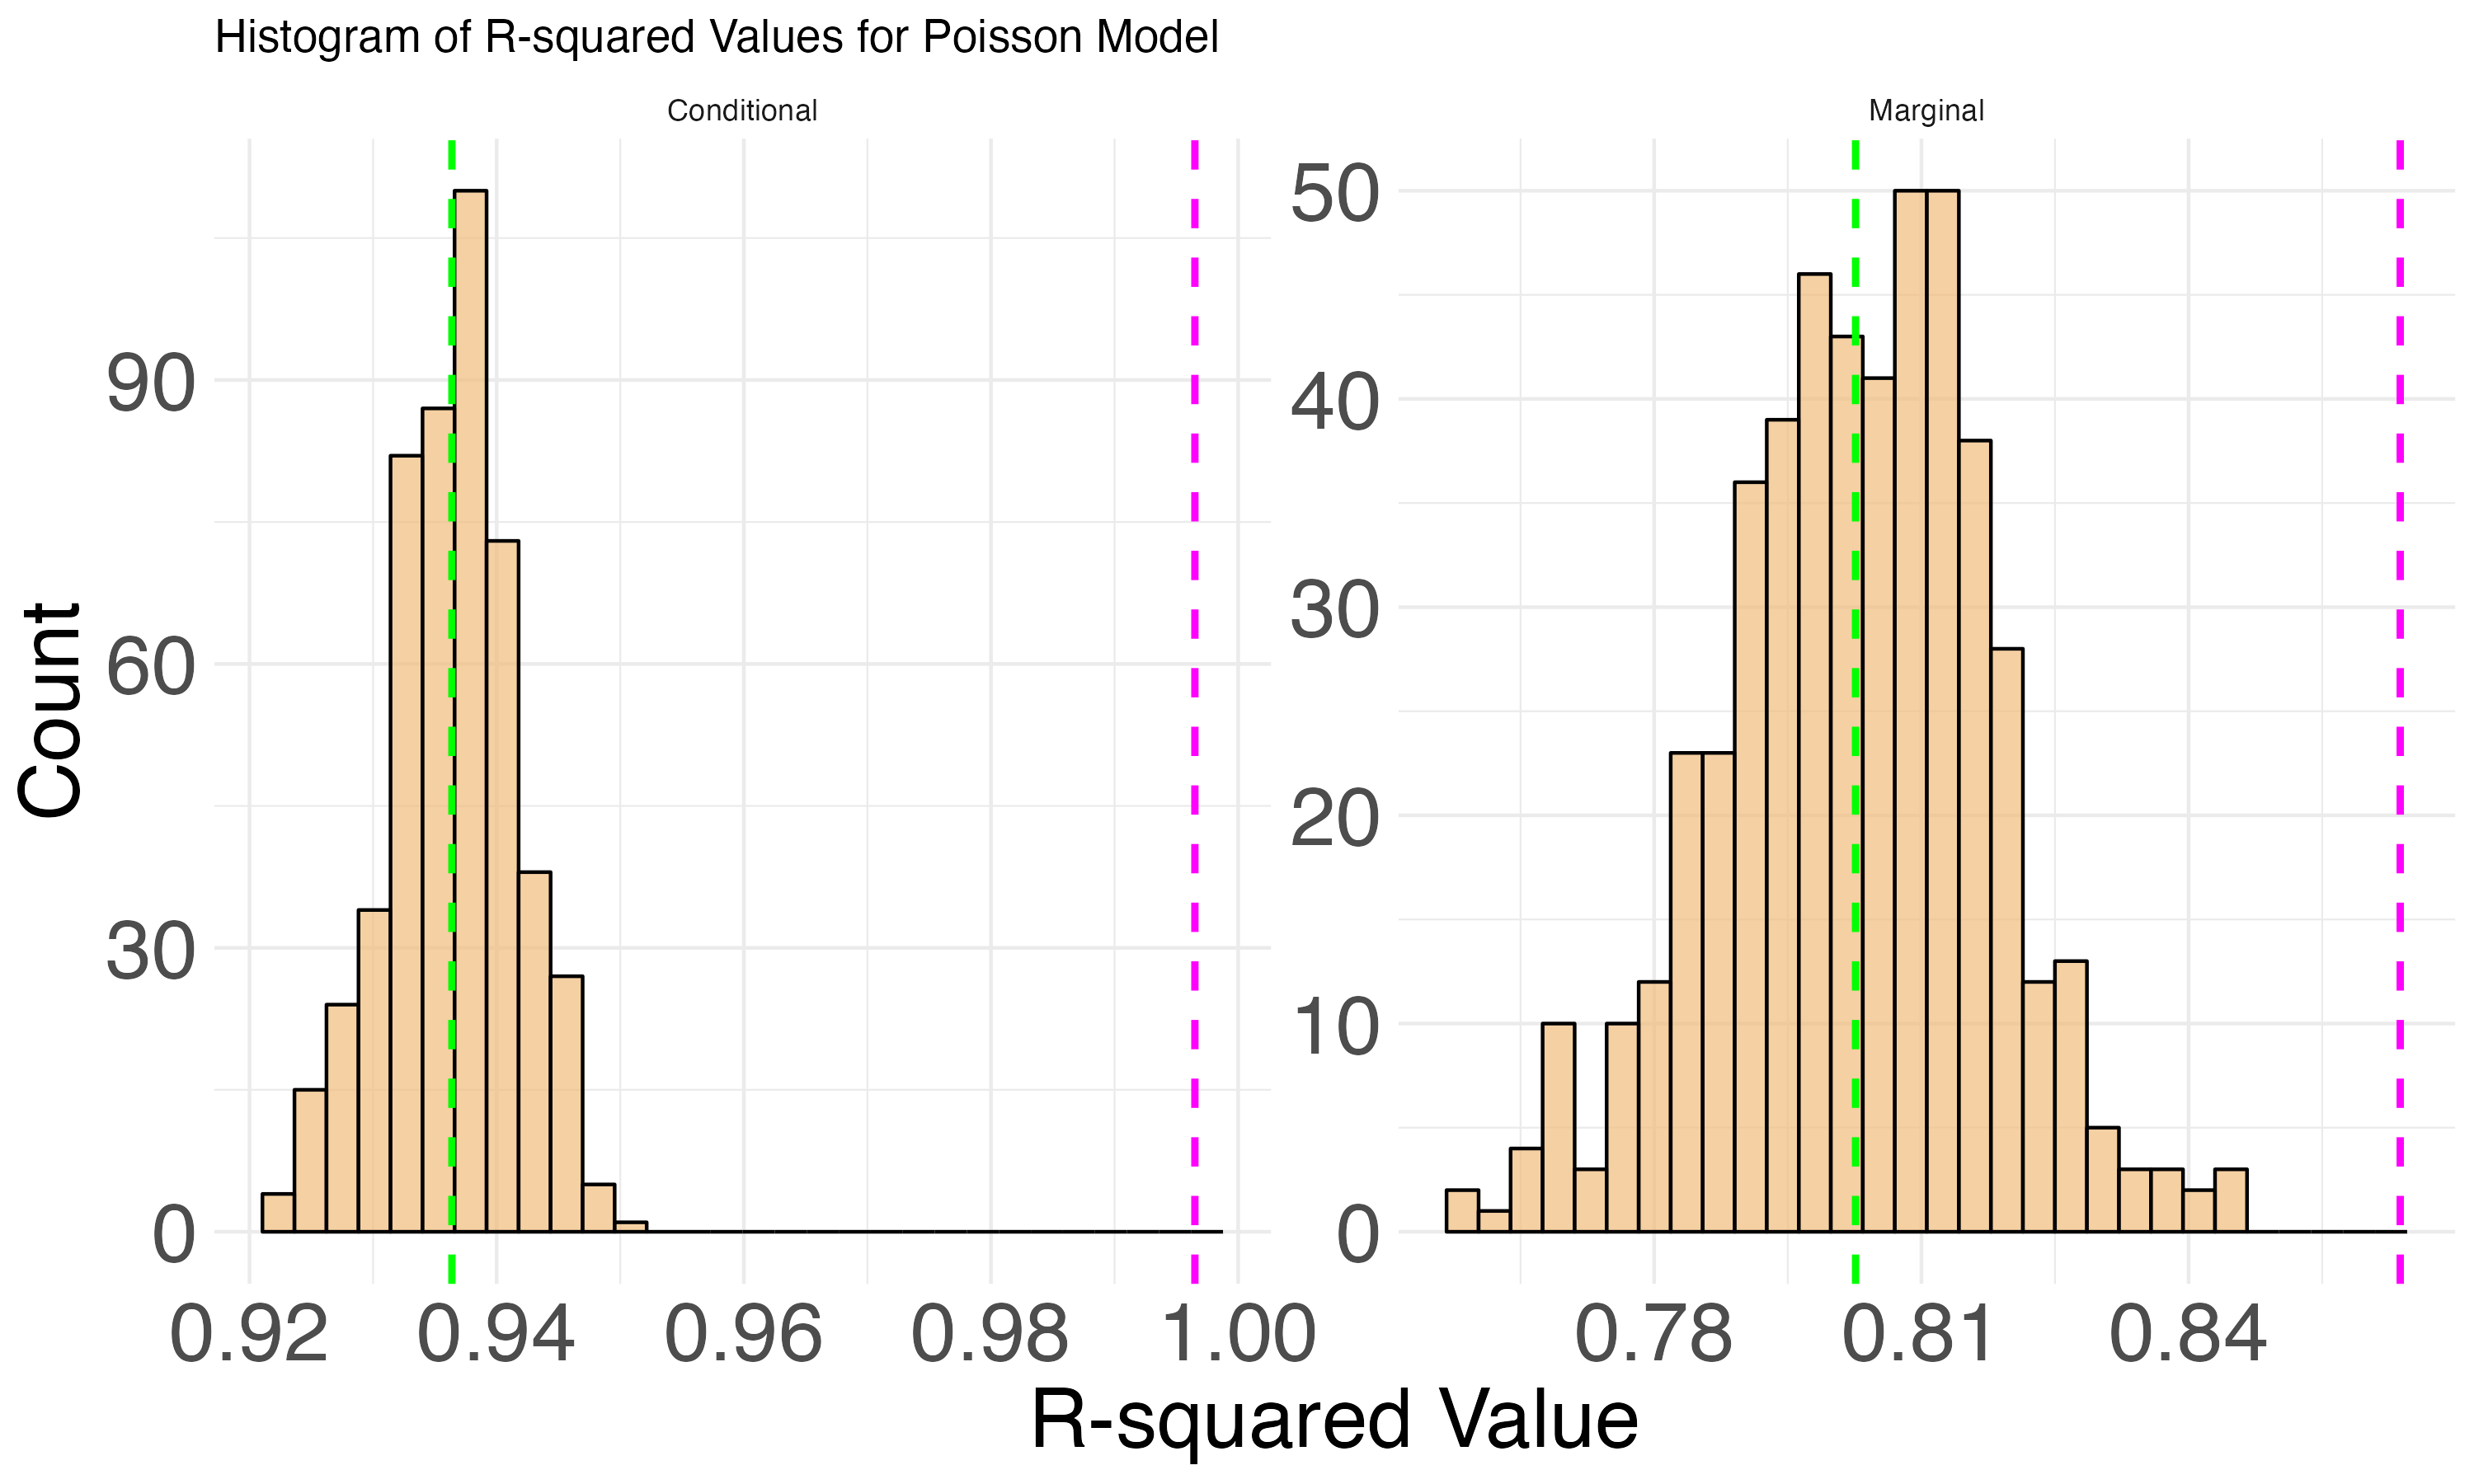 Histogram of R-squared Values for Poisson Model
Conditional
Marginal
Count
90
60
30
0
50
40
30
20
10
0
0.92 0.94 0.96 0.98 1.00
0.78 0.81 0.84
R-squared Value